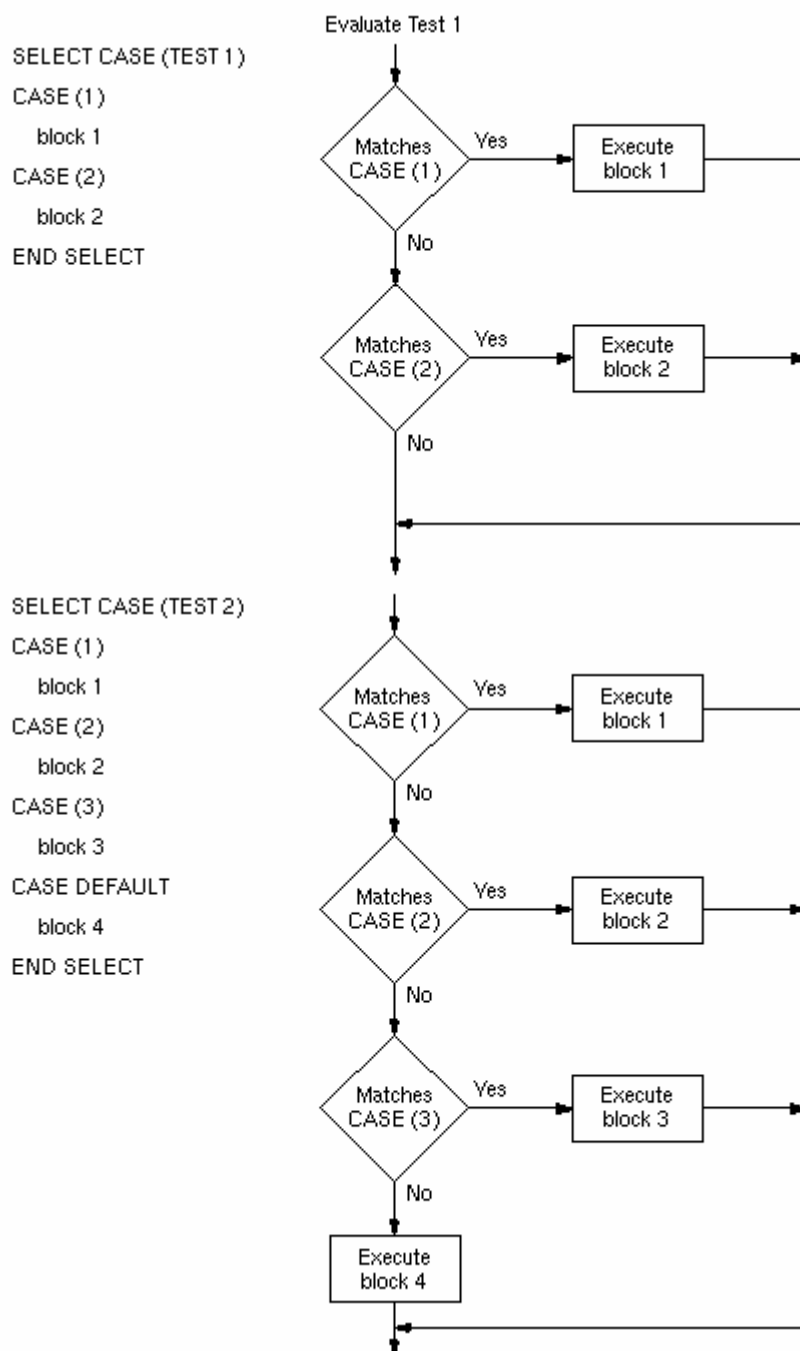 Evaluate Test 1
SELECT CASE (TEST 1)
CASE (1)
block 1
CASE (2)
block 2
END SELECT
Matches
CASE (1)
Yes
Execute
block 1
No
Matches
CASE (2)
Yes
Execute
block 2
No
SELECT CASE (TEST 2)
CASE (1)
block 1
CASE (2)
block 2
CASE (3)
block 3
CASE DEFAULT
block 4
END SELECT
Matches
CASE (1)
Yes
Execute
block 1
No
Matches
CASE (2)
Yes
Execute
block 2
No
Matches
CASE (3)
Yes
Execute
block 3
No
Execute
block 4